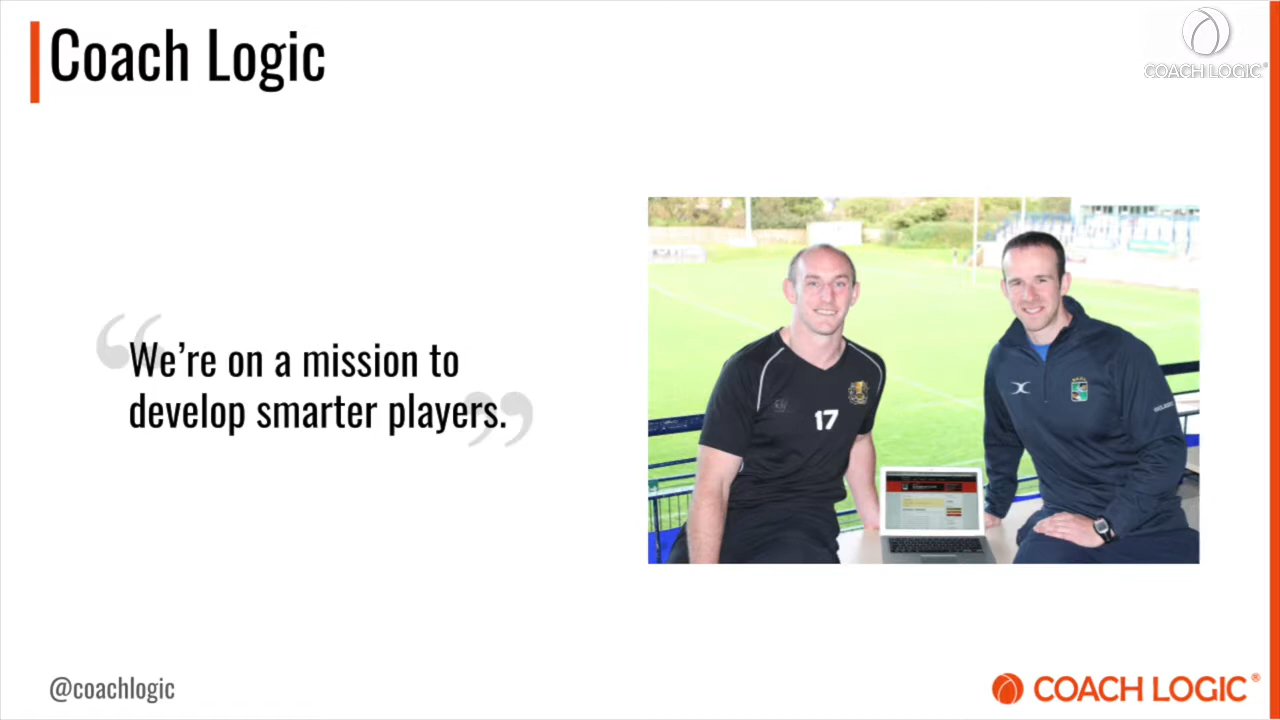 Coach Logic
COACH LOGIC®
“We’re on a mission to
develop smarter players.”
17
@coachlogic
COACH LOGIC®